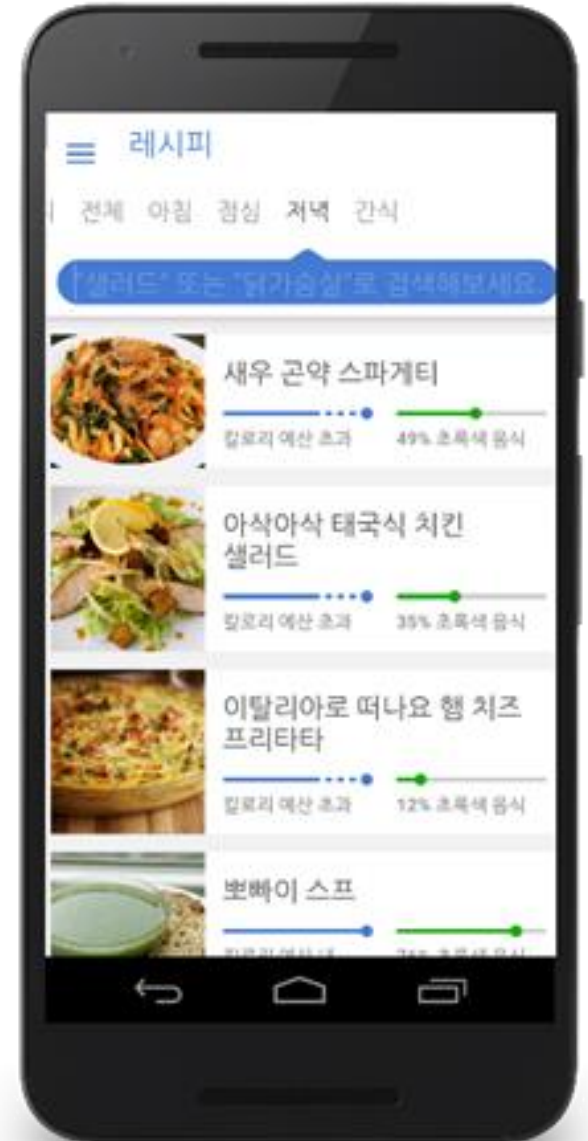 레시피
전체 아침 점심 저녁 간식
"샐러드" 또는 "닭가슴살"로 검색해보세요.
새우 곤약 스파게티
칼로리 예산 초과 49% 초록색 음식
아삭아삭 태국식 치킨
샐러드
칼로리 예산 초과 35% 초록색 음식
이탈리아로 떠나요 햄 치즈
프리타타
칼로리 예산 초과 12% 초록색 음식
뽀빠이 스프